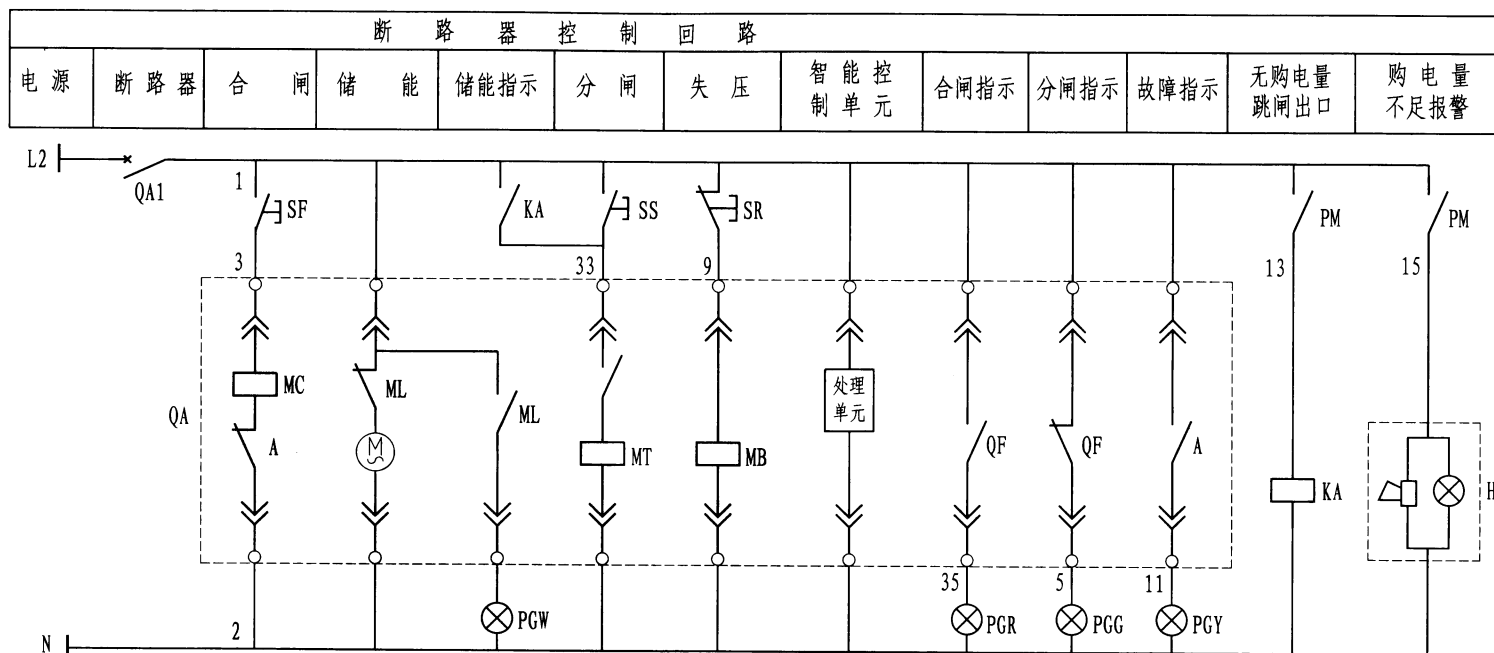 断路器控制回路
电源 断路器 合闸 储能 储能指示 分闸 失压 智能控制单元 合闸指示 分闸指示 故障指示 无购电量跳闸出口 购电量不足报警
L2
QA1
1
SF
KA
SS
SR
PM
PM
3
33
9
13
15
QA
MC
A
ML
M
ML
MT
MB
处理
单元
QF
QF
A
KA
H
35
5
11
PGW
PGR
PGG
PGY
2
N